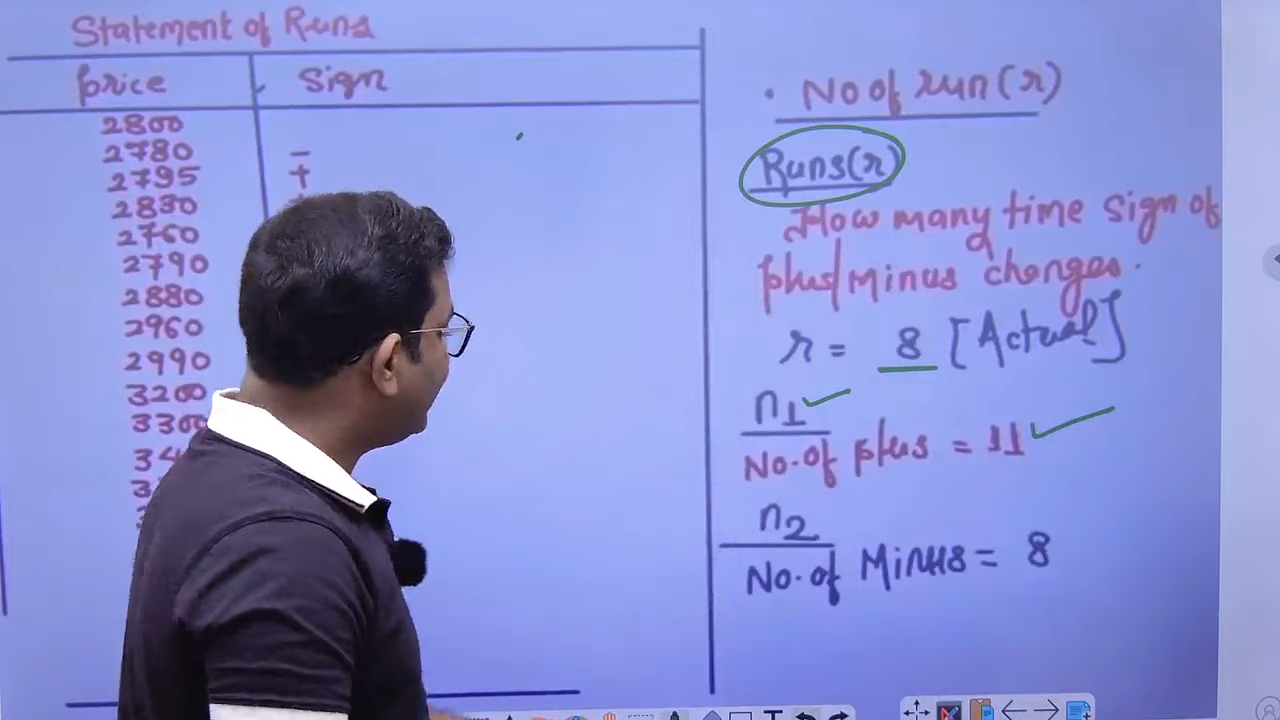 Statement of Runs
price Sign
2800
2780 –
2795 +
2830
2760
2790
2880
2960
2990
3200
3300
• No of run (r)
Runs(r)
How many time sign of
plus/Minus changes.
r = 8 [Actual]
n1
No. of plus = 11
n2
No. of Minus = 8